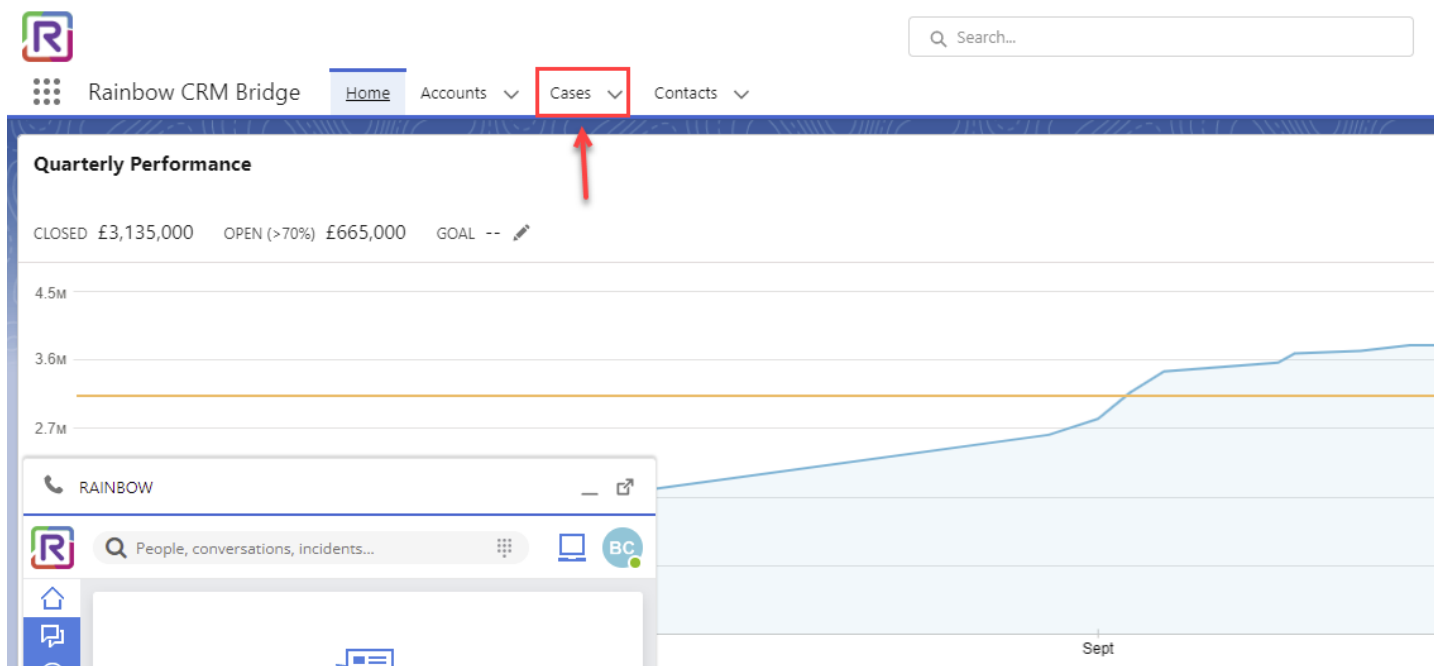 R
Search...
Rainbow CRM Bridge Home Accounts Cases Contacts
Quarterly Performance
CLOSED £3,135,000 OPEN (>70%) £665,000 GOAL --
4.5M
3.6M
2.7M
RAINBOW
R People, conversations, incidents... BC
Sept